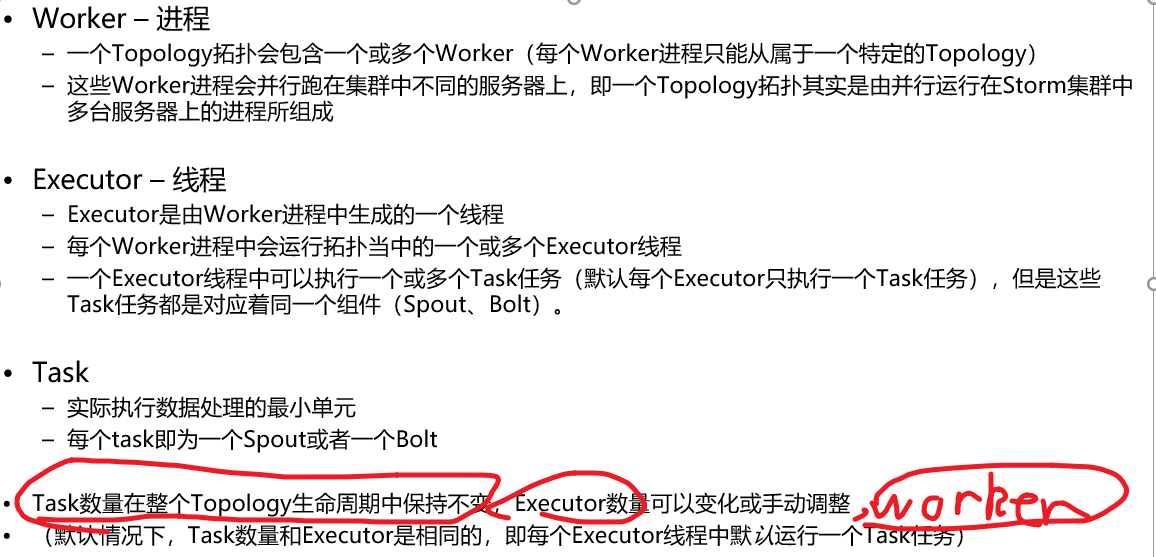 • Worker – 进程
– 一个Topology拓扑会包含一个或多个Worker（每个Worker进程只能从属于一个特定的Topology）
– 这些Worker进程会并行跑在集群中不同的服务器上，即一个Topology拓扑其实是由并行运行在Storm集群中
多台服务器上的进程所组成
• Executor – 线程
– Executor是由Worker进程中生成的一个线程
– 每个Worker进程中会运行拓扑当中的一个或多个Executor线程
– 一个Executor线程中可以执行一个或多个Task任务（默认每个Executor只执行一个Task任务），但是这些
Task任务都是对应着同一个组件（Spout、Bolt）。
• Task
– 实际执行数据处理的最小单元
– 每个task即为一个Spout或者一个Bolt
• Task数量在整个Topology生命周期中保持不变，Executor数量可以变化或手动调整 ，worker
• （默认情况下，Task数量和Executor是相同的，即每个Executor线程中默认运行一个Task任务）